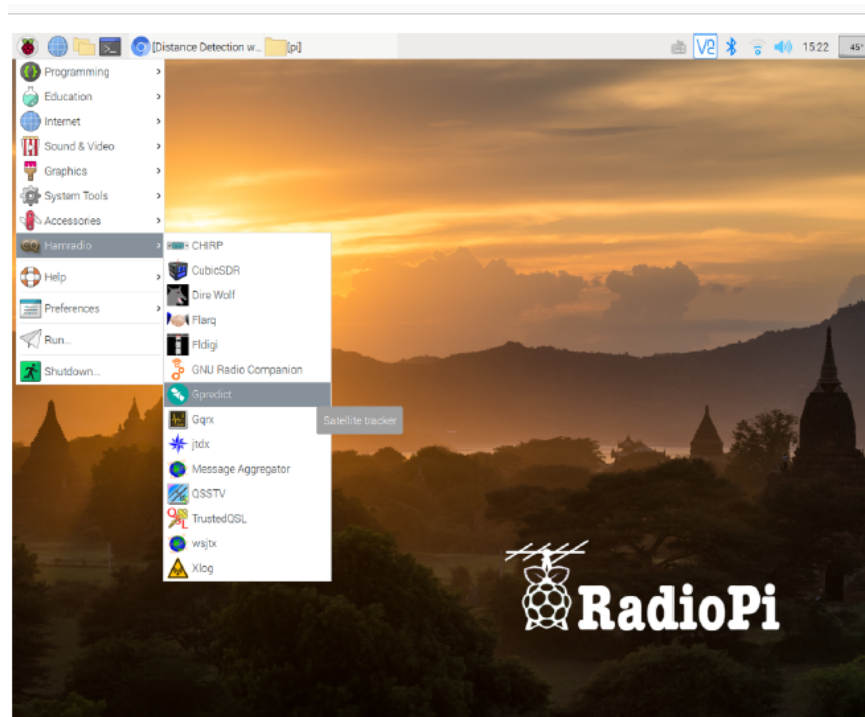 [Distance Detection w... [pi] 15:22 45°
Programming
Education
Internet
Sound & Video
Graphics
System Tools
Accessories
Hamradio
Help
Preferences
Run...
Shutdown...
CHIRP
CubicSDR
Dire Wolf
Flarq
Fldigi
GNU Radio Companion
Gpredict
Satellite tracker
Gqrx
jtdx
Message Aggregator
QSSTV
TrustedQSL
wsjtx
Xlog
RadioPi